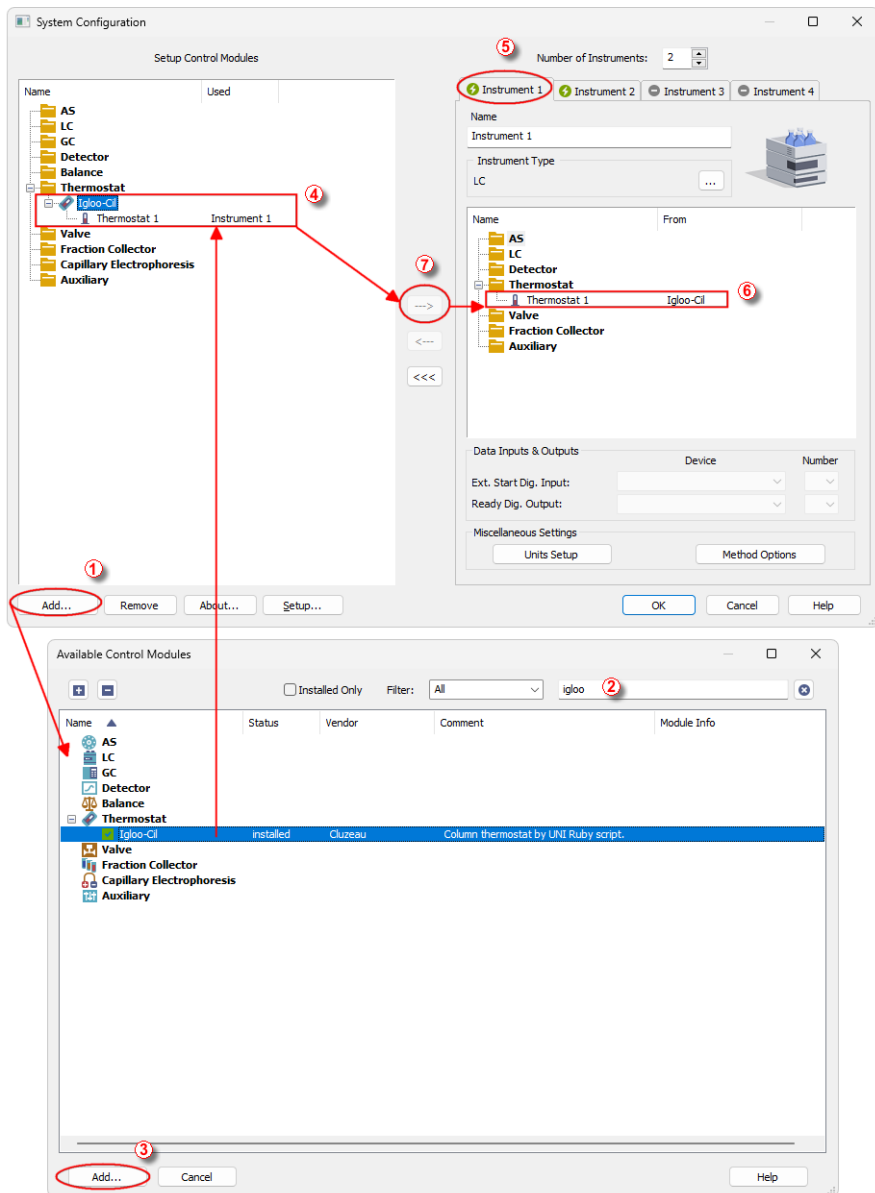 System Configuration
Setup Control Modules
⑤
Number of Instruments: 2
Name Used
AS
LC
GC
Detector
Balance
Thermostat
Igloo-Cil
④
Thermostat 1 Instrument 1
Valve
Fraction Collector
Capillary Electrophoresis
Auxiliary
⑦
--->
<---
<<<
Instrument 1 Instrument 2 Instrument 3 Instrument 4
Name
Instrument 1
Instrument Type
LC ...
Name From
AS
LC
Detector
Thermostat
Thermostat 1 Igloo-Cil ⑥
Valve
Fraction Collector
Auxiliary
Data Inputs & Outputs
Device Number
Ext. Start Dig. Input:
Ready Dig. Output:
Miscellaneous Settings
Units Setup Method Options
①
Add... Remove About... Setup...
OK Cancel Help
Available Control Modules
Installed Only Filter: All igloo ②
Name Status Vendor Comment Module Info
AS
LC
GC
Detector
Balance
Thermostat
Igloo-Cil installed Cluzeau Column thermostat by UNI Ruby script.
Valve
Fraction Collector
Capillary Electrophoresis
Auxiliary
③
Add... Cancel Help